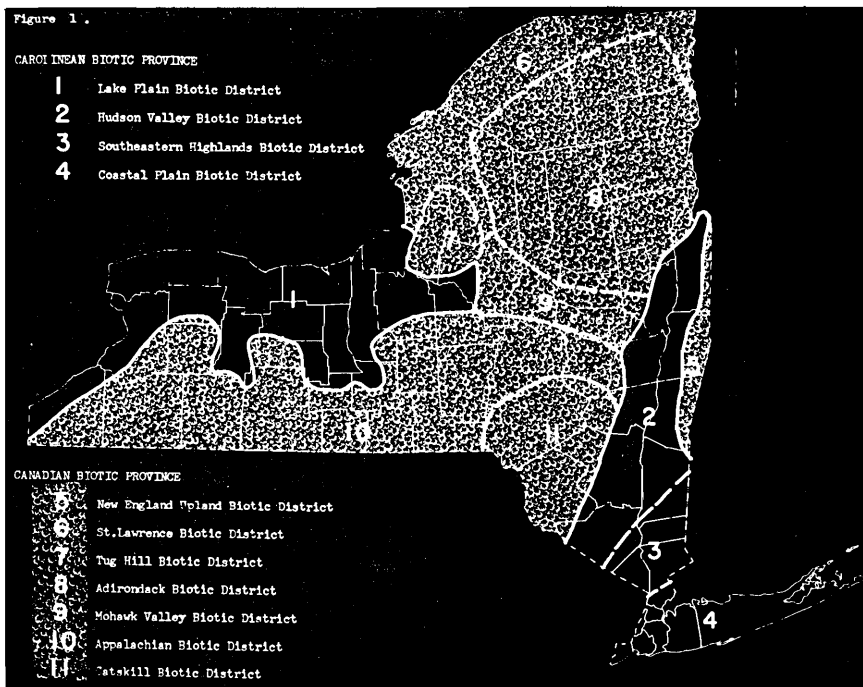 Figure 1.
CAROLINEAN BIOTIC PROVINCE
1 Lake Plain Biotic District
2 Hudson Valley Biotic District
3 Southeastern Highlands Biotic District
4 Coastal Plain Biotic District
6
8
7
1
9
5
2
10
11
3
4
CANADIAN BIOTIC PROVINCE
5 New England Upland Biotic District
6 St.Lawrence Biotic District
7 Tug Hill Biotic District
8 Adirondack Biotic District
9 Mohawk Valley Biotic District
10 Appalachian Biotic District
11 Catskill Biotic District